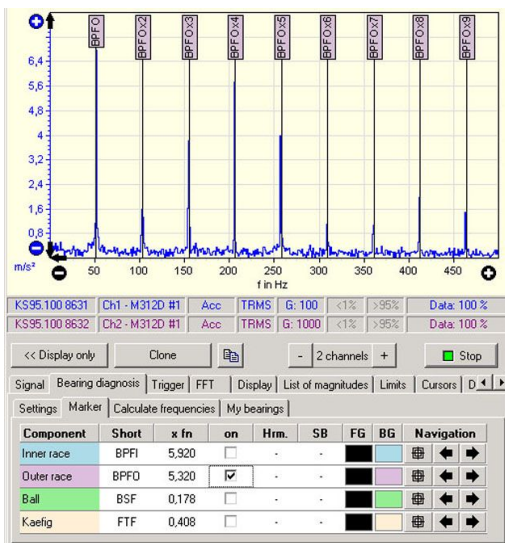 BPFO BPFOx2 BPFOx3 BPFOx4 BPFOx5 BPFOx6 BPFOx7 BPFOx8 BPFOx9
6,4
5,6
4,8
4
3,2
2,4
1,6
0,8
m/s²
50 100 150 200 250 300 350 400 450
f in Hz
KS95.100 8631 Ch1 - M312D #1 Acc TRMS G: 100 <1% >95% Data: 100 %
KS95.100 8632 Ch2 - M312D #1 Acc TRMS G: 1000 <1% >95% Data: 100 %
<< Display only Clone - 2 channels + Stop
Signal Bearing diagnosis Trigger FFT Display List of magnitudes Limits Cursors D
Settings Marker Calculate frequencies My bearings
Component Short x fn on Hrm. SB FG BG Navigation
Inner race BPFI 5,920 - -
Outer race BPFO 5,320 - -
Ball BSF 0,178 - -
Kaefig FTF 0,408 - -